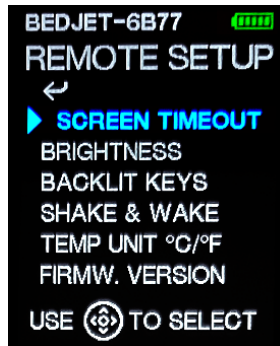 BEDJET-6B77
REMOTE SETUP
SCREEN TIMEOUT
BRIGHTNESS
BACKLIT KEYS
SHAKE & WAKE
TEMP UNIT °C/°F
FIRMW. VERSION
USE TO SELECT